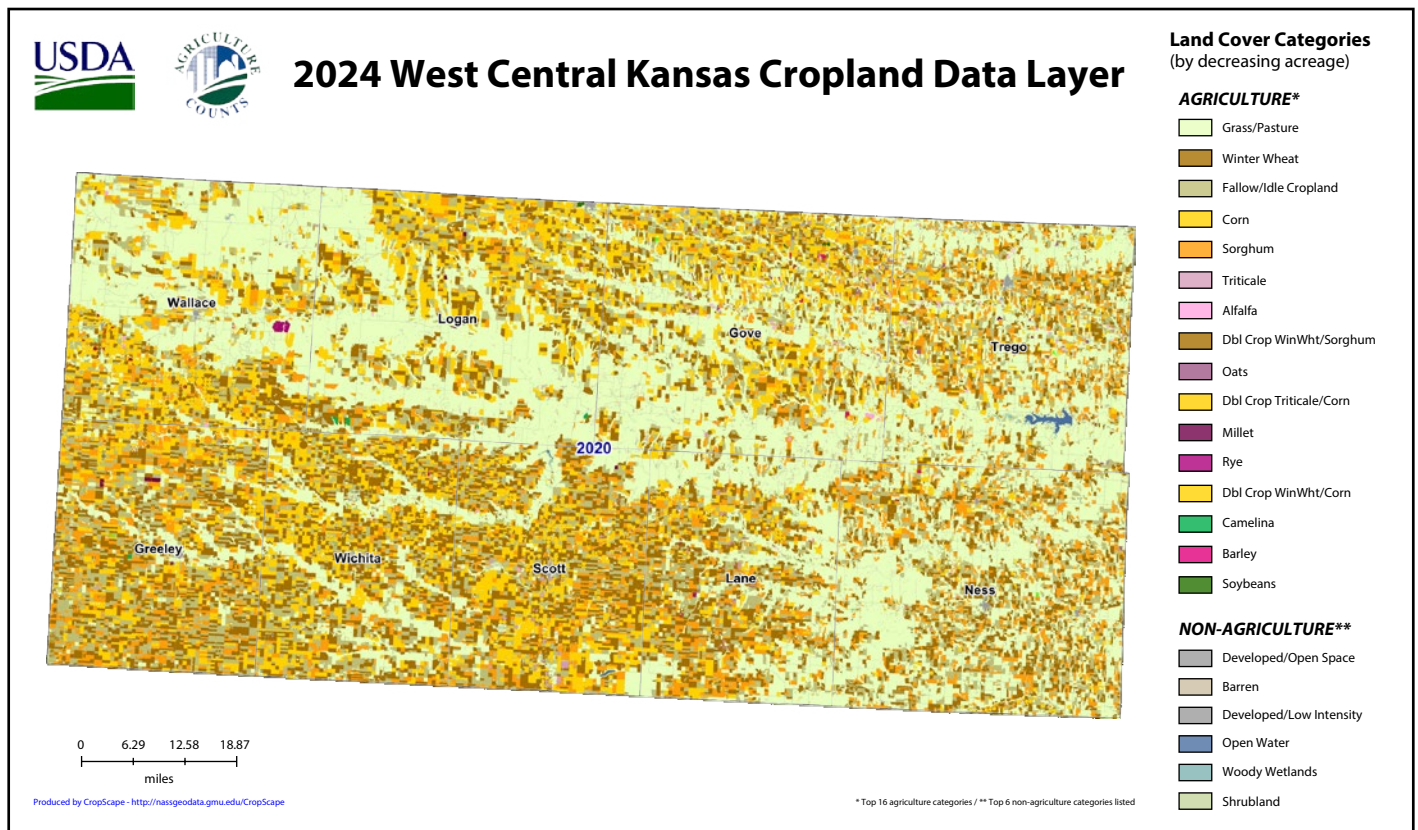 USDA
AGRICULTURE
COUNTS
2024 West Central Kansas Cropland Data Layer
Land Cover Categories
(by decreasing acreage)
AGRICULTURE*
Grass/Pasture
Winter Wheat
Fallow/Idle Cropland
Corn
Sorghum
Triticale
Alfalfa
Dbl Crop WinWht/Sorghum
Oats
Dbl Crop Triticale/Corn
Millet
Rye
Dbl Crop WinWht/Corn
Camelina
Barley
Soybeans
NON-AGRICULTURE**
Developed/Open Space
Barren
Developed/Low Intensity
Open Water
Woody Wetlands
Shrubland
Wallace
Logan
Gove
Trego
2020
Greeley
Wichita
Scott
Lane
Ness
0 6.29 12.58 18.87
miles
Produced by CropScape - http://nassgeodata.gmu.edu/CropScape
* Top 16 agriculture categories / ** Top 6 non-agriculture categories listed